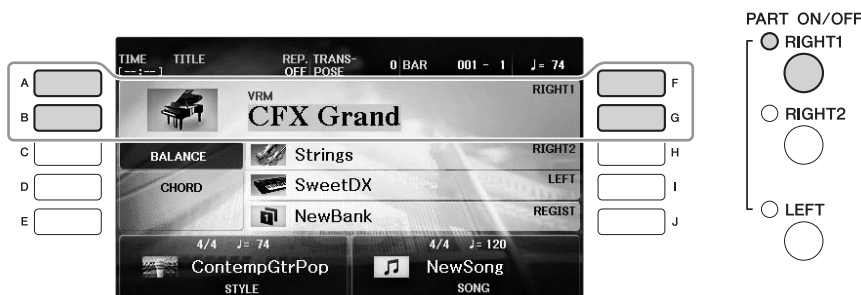 PART ON/OFF
RIGHT1
RIGHT2
LEFT
TIME TITLE REP. TRANS- 0 BAR 001 - 1 ♩= 74
[--:--] OFF POSE
A
B
C
D
E
F
G
H
I
J
RIGHT1
VRM
CFX Grand
BALANCE
CHORD
Strings RIGHT2
SweetDX LEFT
NewBank REGIST
4/4 ♩= 74
ContempGtrPop
STYLE
4/4 ♩= 120
NewSong
SONG